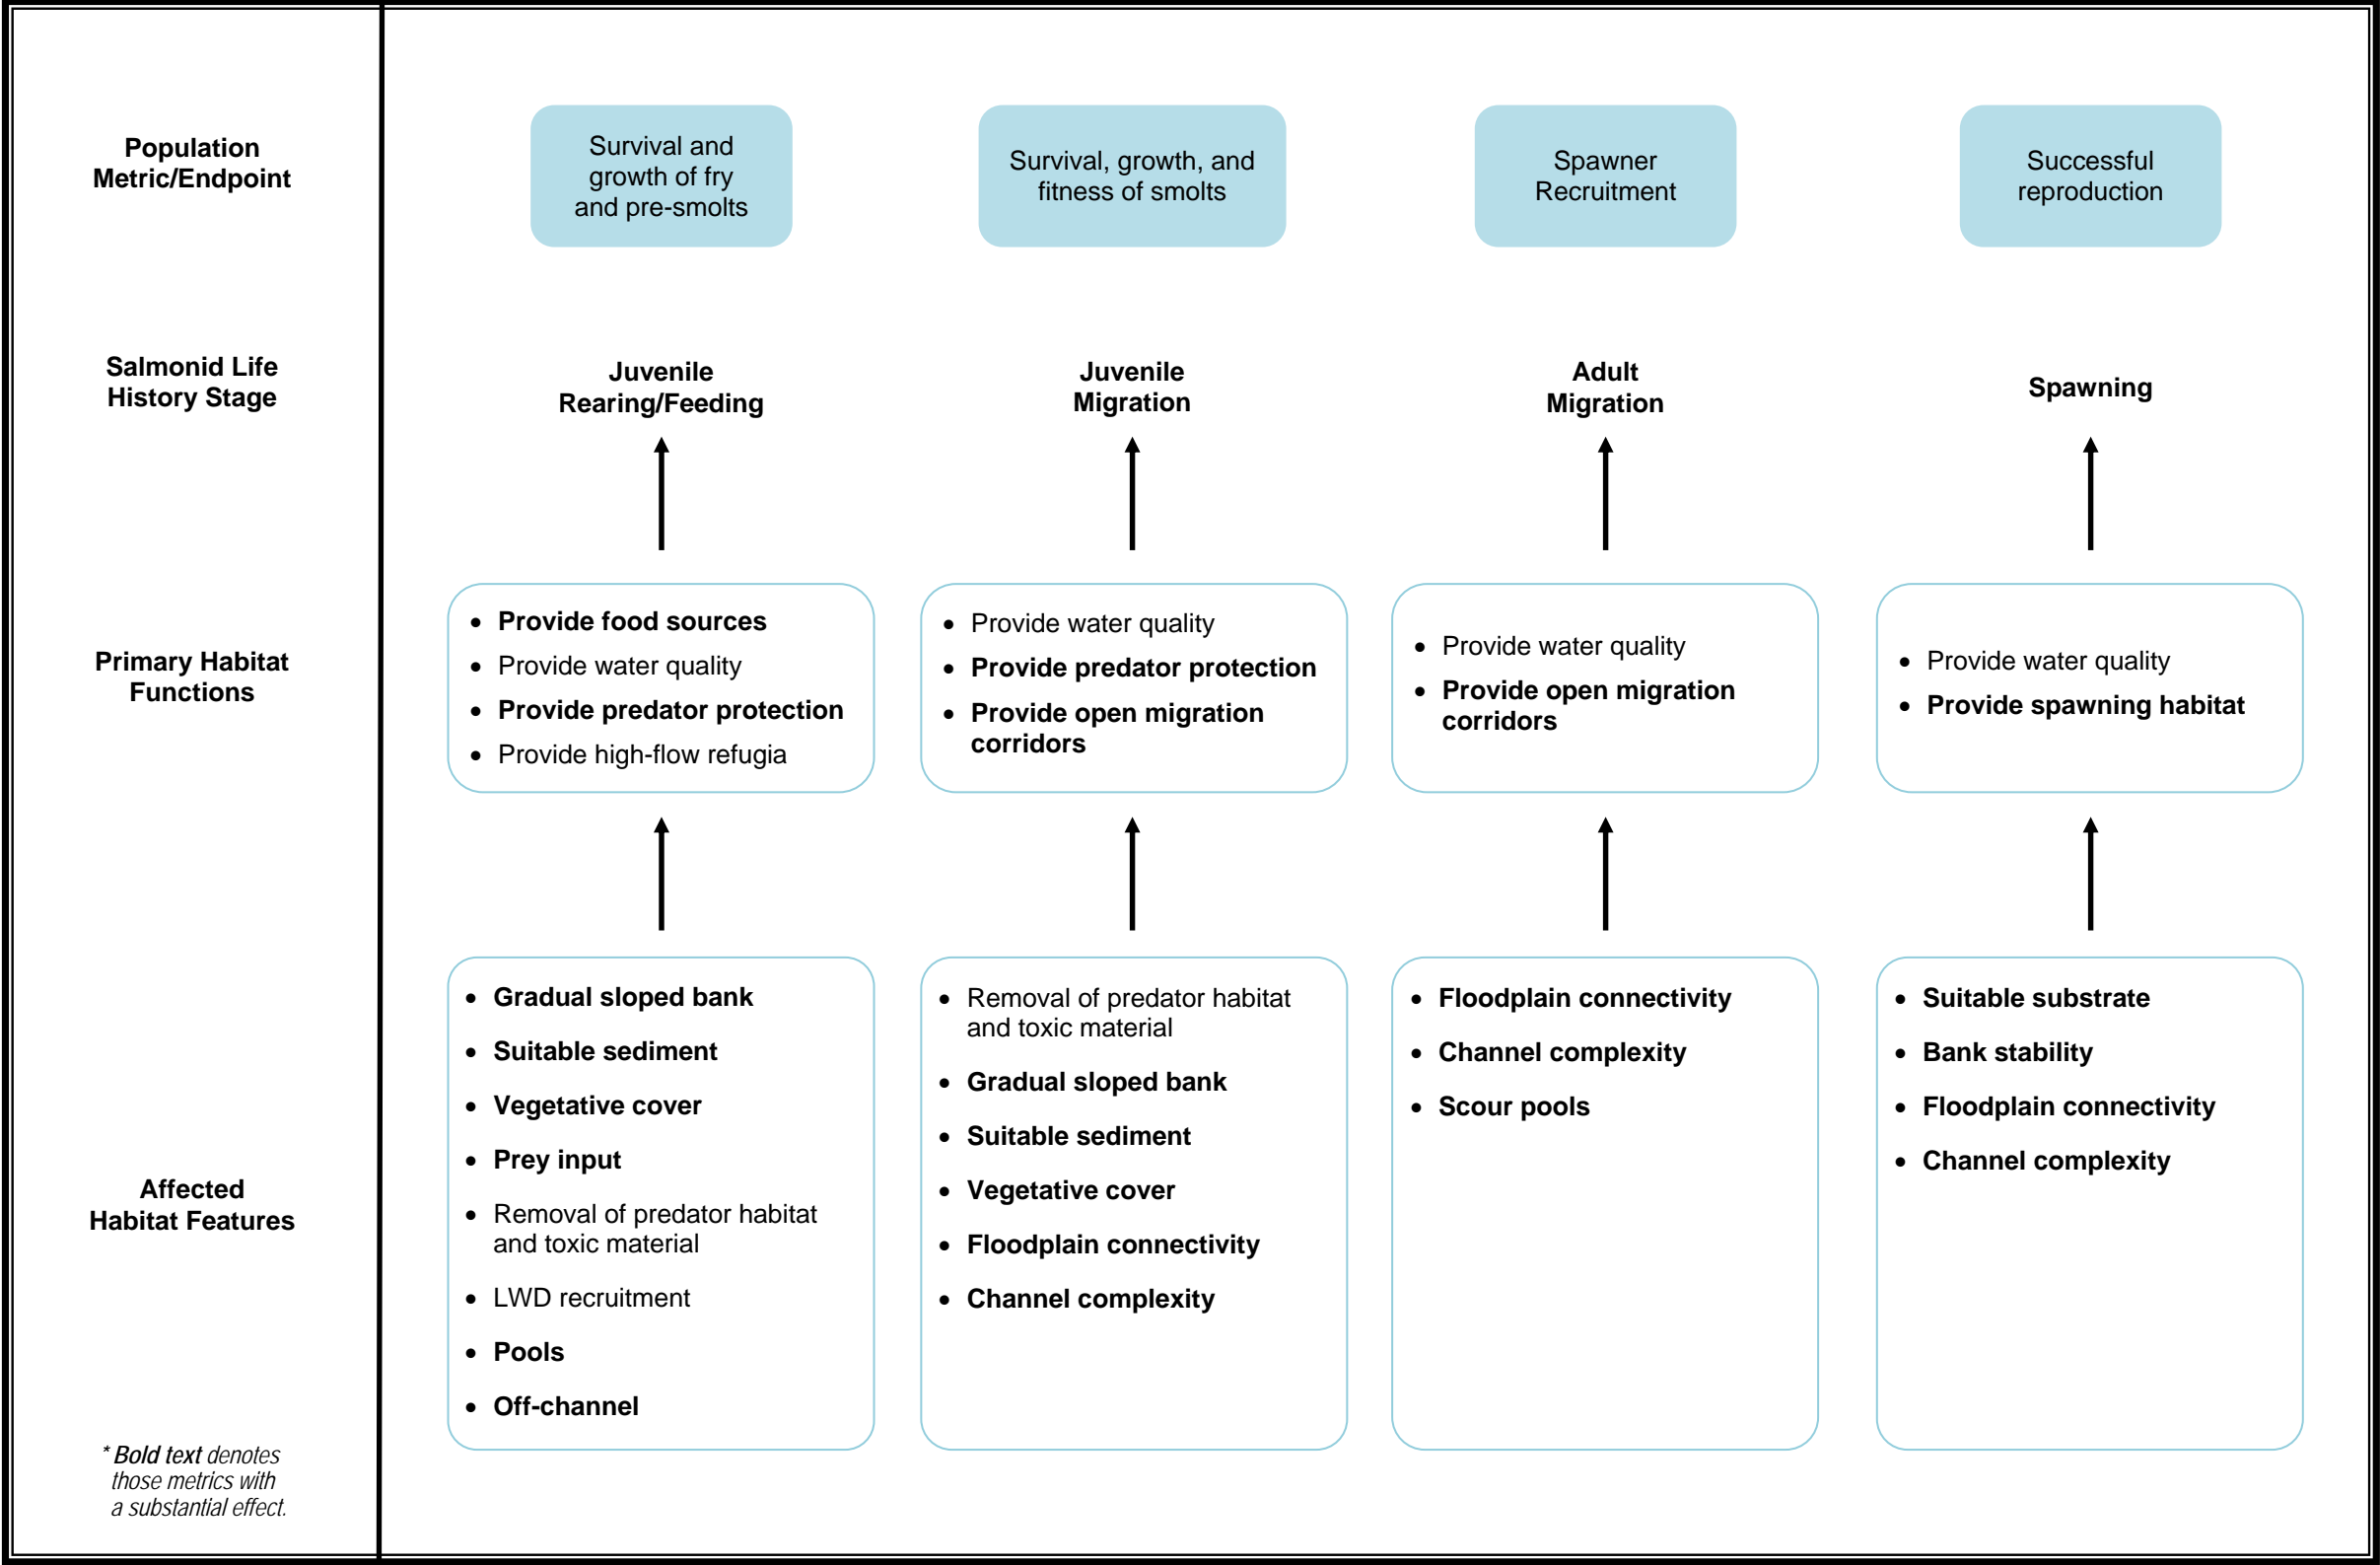 Population
Metric/Endpoint
Survival and
growth of fry
and pre-smolts
Survival, growth, and
fitness of smolts
Spawner
Recruitment
Successful
reproduction
Salmonid Life
History Stage
Juvenile
Rearing/Feeding
Juvenile
Migration
Adult
Migration
Spawning
Primary Habitat
Functions
• Provide food sources
• Provide water quality
• Provide predator protection
• Provide high-flow refugia
• Provide water quality
• Provide predator protection
• Provide open migration
corridors
• Provide water quality
• Provide open migration
corridors
• Provide water quality
• Provide spawning habitat
Affected
Habitat Features
• Gradual sloped bank
• Suitable sediment
• Vegetative cover
• Prey input
• Removal of predator habitat
and toxic material
• LWD recruitment
• Pools
• Off-channel
• Removal of predator habitat
and toxic material
• Gradual sloped bank
• Suitable sediment
• Vegetative cover
• Floodplain connectivity
• Channel complexity
• Floodplain connectivity
• Channel complexity
• Scour pools
• Suitable substrate
• Bank stability
• Floodplain connectivity
• Channel complexity
* Bold text denotes
those metrics with
a substantial effect.